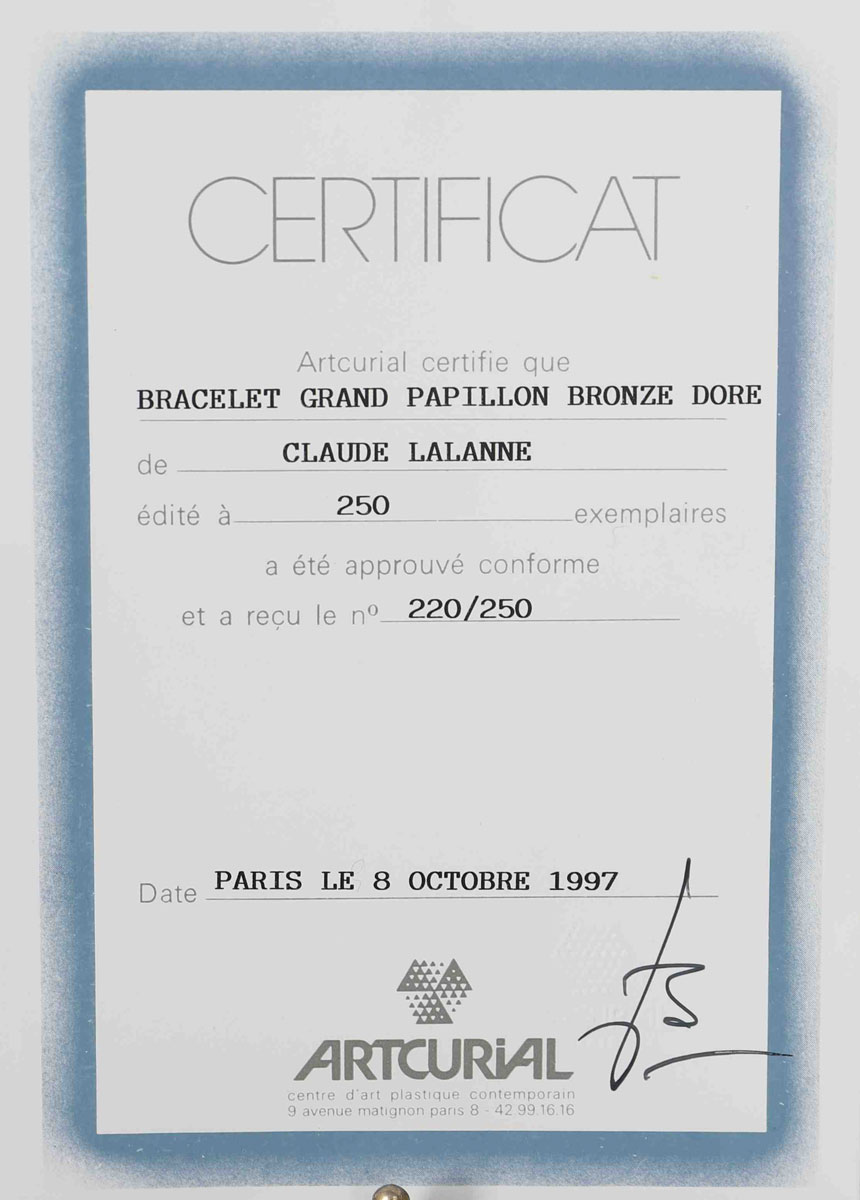 CERTIFICAT
Artcurial certifie que
BRACELET GRAND PAPILLON BRONZE DORE
de CLAUDE LALANNE
édité à 250 exemplaires
a été approuvé conforme
et a reçu le nº 220/250
Date PARIS LE 8 OCTOBRE 1997
ARTCURiAL
centre d'art plastique contemporain
9 avenue matignon paris 8 - 42 99.16.16